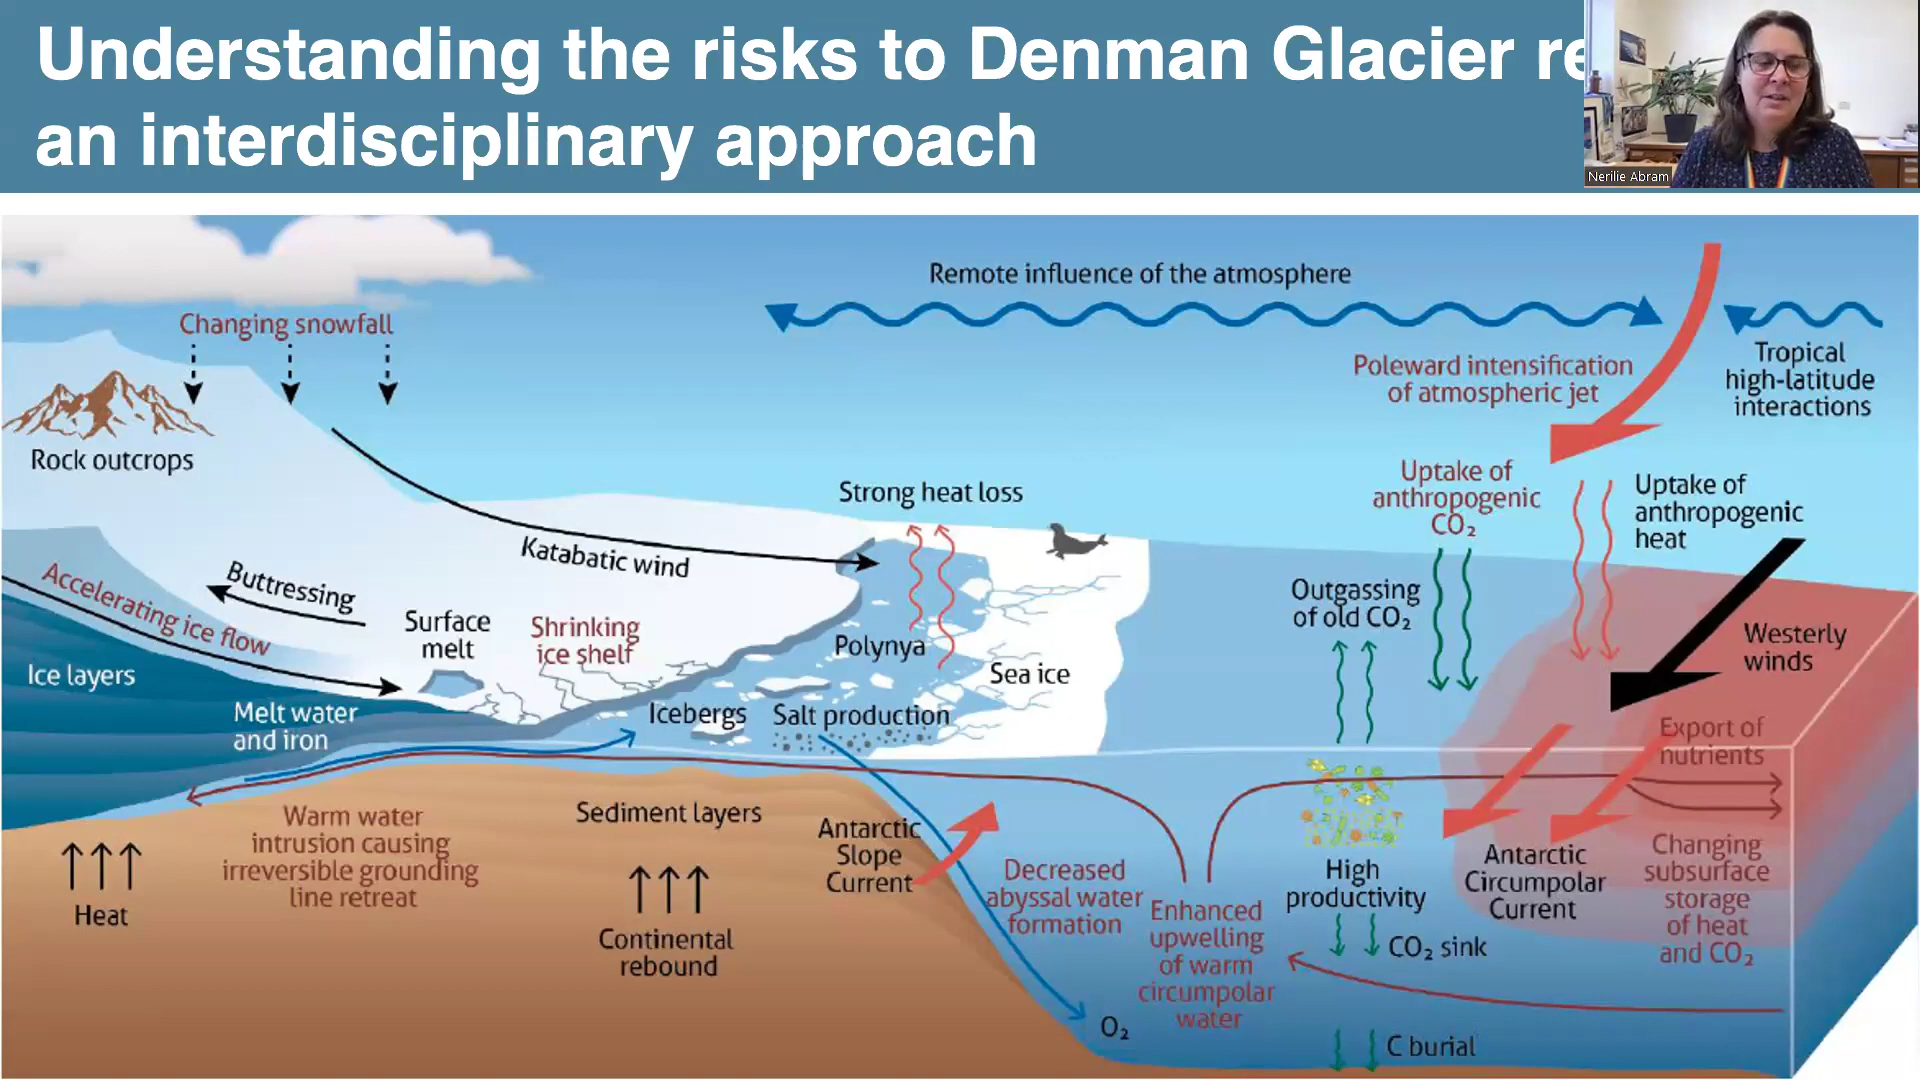 Understanding the risks to Denman Glacier re
an interdisciplinary approach
Nerilie Abram
Remote influence of the atmosphere
Changing snowfall
Poleward intensification
of atmospheric jet
Tropical
high-latitude
interactions
Rock outcrops
Uptake of
anthropogenic
CO₂
Uptake of
anthropogenic
heat
Strong heat loss
Katabatic wind
Buttressing
Accelerating ice flow
Outgassing
of old CO₂
Surface
melt
Shrinking
ice shelf
Polynya
Westerly
winds
Ice layers
Sea ice
Melt water
and iron
Icebergs
Salt production
Export of
nutrients
Warm water
intrusion causing
irreversible grounding
line retreat
Sediment layers
Antarctic
Slope
Current
Decreased
abyssal water
formation
High
productivity
Antarctic
Circumpolar
Current
Changing
subsurface
storage
of heat
and CO₂
Heat
Continental
rebound
Enhanced
upwelling
of warm
circumpolar
water
CO₂ sink
O₂
C burial